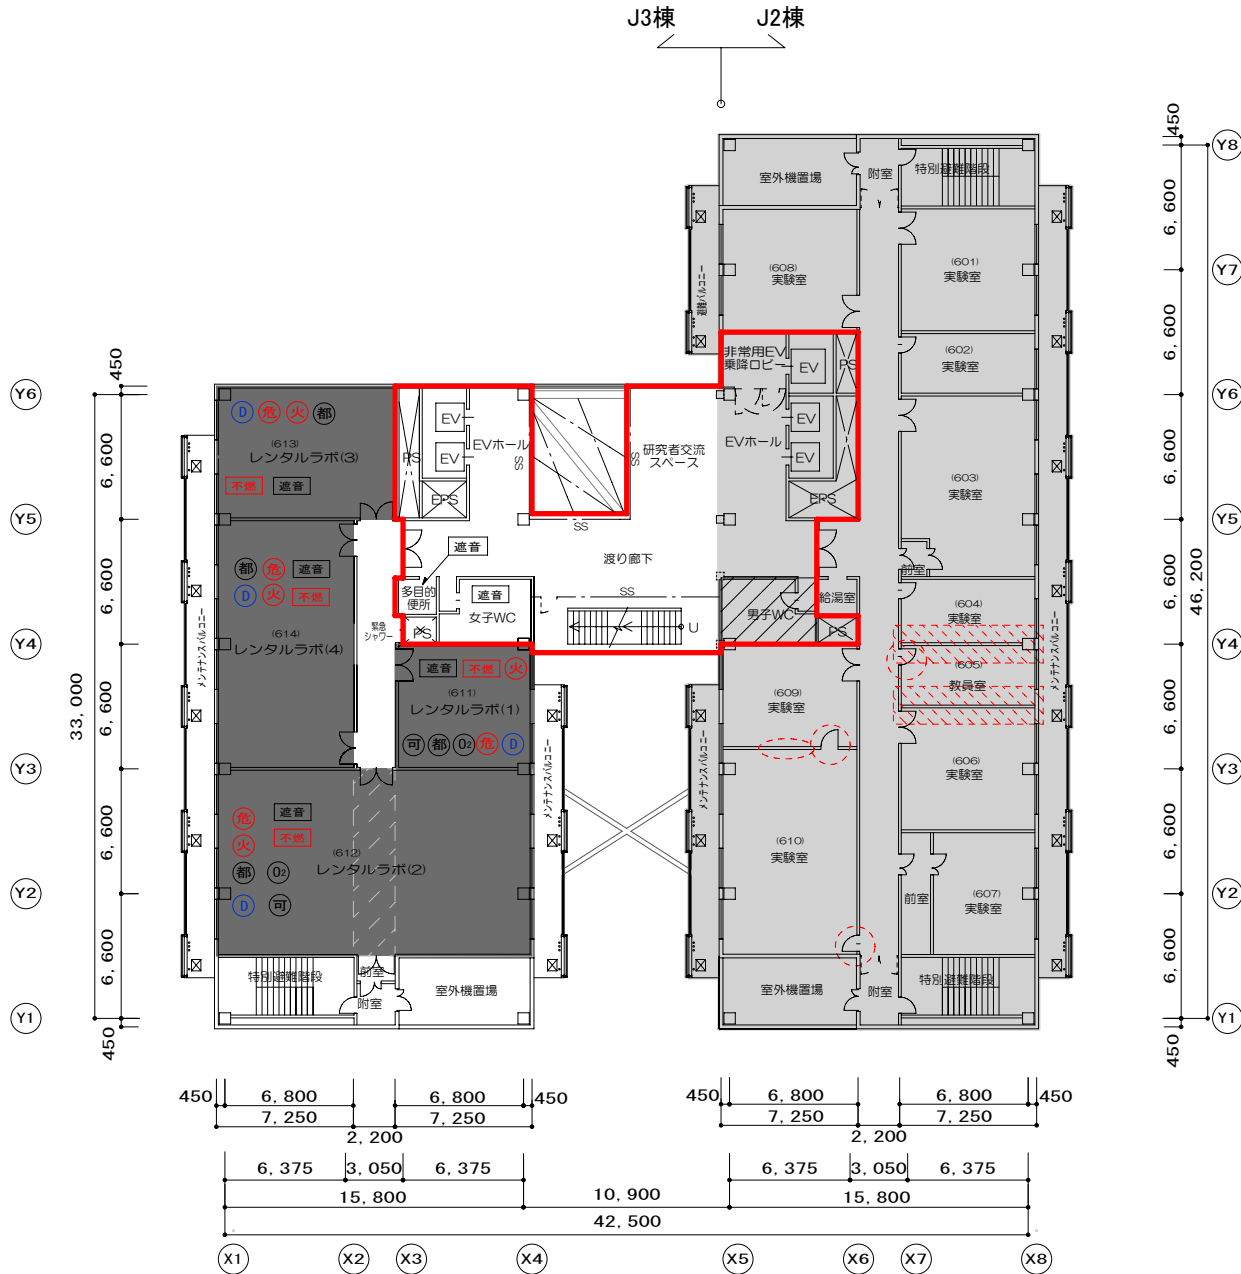 J3棟 J2棟
450
Y8
特別避難階段
附室
室外機置場
6,600
(601)
実験室
(608)
実験室
Y7
避難バルコニー
6,600
非常用EV
乗降ロビー
EV
PS
(602)
実験室
450
Y6
Y6
D 危 火 都
(613)
レンタルラボ(3)
不燃 遮音
PS
EV
EV
EVホール
EPS
SS
研究者交流
スペース
SS
SS
EVホール
EV
EV
EPS
(603)
実験室
6,600
6,600
Y5
Y5
都 危 遮音
D 火 不燃
(614)
レンタルラボ(4)
遮音
渡り廊下
前室
多目的
便所
遮音
女子WC
SS
U
男子WC
給湯室
PS
PS
緊急
シャワー
(604)
実験室
6,600
6,600
46,200
Y4
Y4
メンテナンスバルコニー
メンテナンスバルコニー
(605)
教員室
33,000
遮音 不燃 火
(611)
レンタルラボ(1)
可 都 O2 危 D
(609)
実験室
(606)
実験室
6,600
6,600
Y3
Y3
メンテナンスバルコニー
メンテナンスバルコニー
危 遮音
火 不燃
(612)
レンタルラボ(2)
都 O2
D 可
(610)
実験室
6,600
6,600
Y2
Y2
前室
(607)
実験室
6,600
6,600
特別避難階段
前室
附室
室外機置場
室外機置場
附室
特別避難階段
Y1
Y1
450
450
450 6,800 6,800 450 6,800 6,800 450
7,250 7,250 7,250 7,250
2,200 2,200
6,375 3,050 6,375 6,375 3,050 6,375
15,800 10,900 15,800
42,500
X1 X2 X3 X4 X5 X6 X7 X8